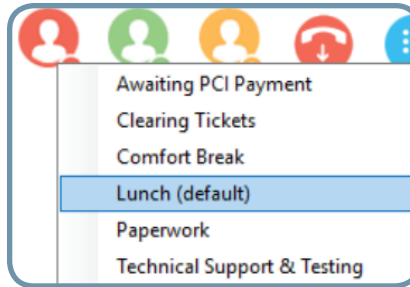 Awaiting PCI Payment
Clearing Tickets
Comfort Break
Lunch (default)
Paperwork
Technical Support & Testing